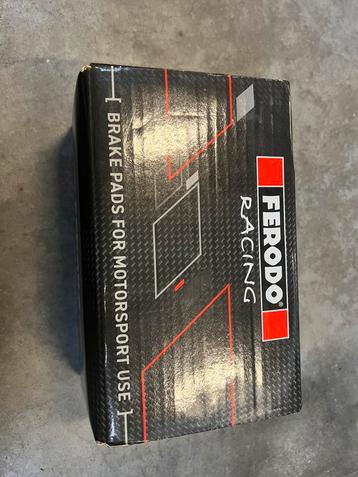 FERODO®
RACING
[ BRAKE PADS FOR MOTORSPORT USE ]